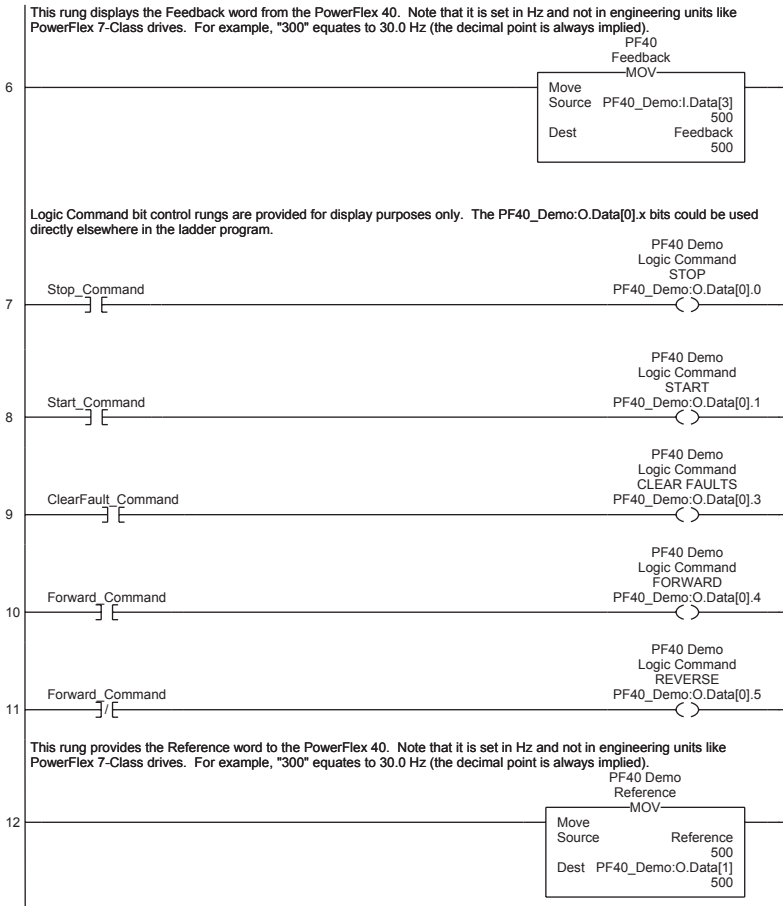 This rung displays the Feedback word from the PowerFlex 40. Note that it is set in Hz and not in engineering units like
PowerFlex 7-Class drives. For example, "300" equates to 30.0 Hz (the decimal point is always implied).
PF40
Feedback
MOV
6
Move
Source PF40_Demo:I.Data[3]
500
Dest Feedback
500
Logic Command bit control rungs are provided for display purposes only. The PF40_Demo:O.Data[0].x bits could be used
directly elsewhere in the ladder program.
PF40 Demo
Logic Command
STOP
Stop_Command PF40_Demo:O.Data[0].0
7
PF40 Demo
Logic Command
START
Start_Command PF40_Demo:O.Data[0].1
8
PF40 Demo
Logic Command
CLEAR FAULTS
ClearFault_Command PF40_Demo:O.Data[0].3
9
PF40 Demo
Logic Command
FORWARD
Forward_Command PF40_Demo:O.Data[0].4
10
PF40 Demo
Logic Command
REVERSE
Forward_Command PF40_Demo:O.Data[0].5
11
This rung provides the Reference word to the PowerFlex 40. Note that it is set in Hz and not in engineering units like
PowerFlex 7-Class drives. For example, "300" equates to 30.0 Hz (the decimal point is always implied).
PF40 Demo
Reference
MOV
12
Move
Source Reference
500
Dest PF40_Demo:O.Data[1]
500